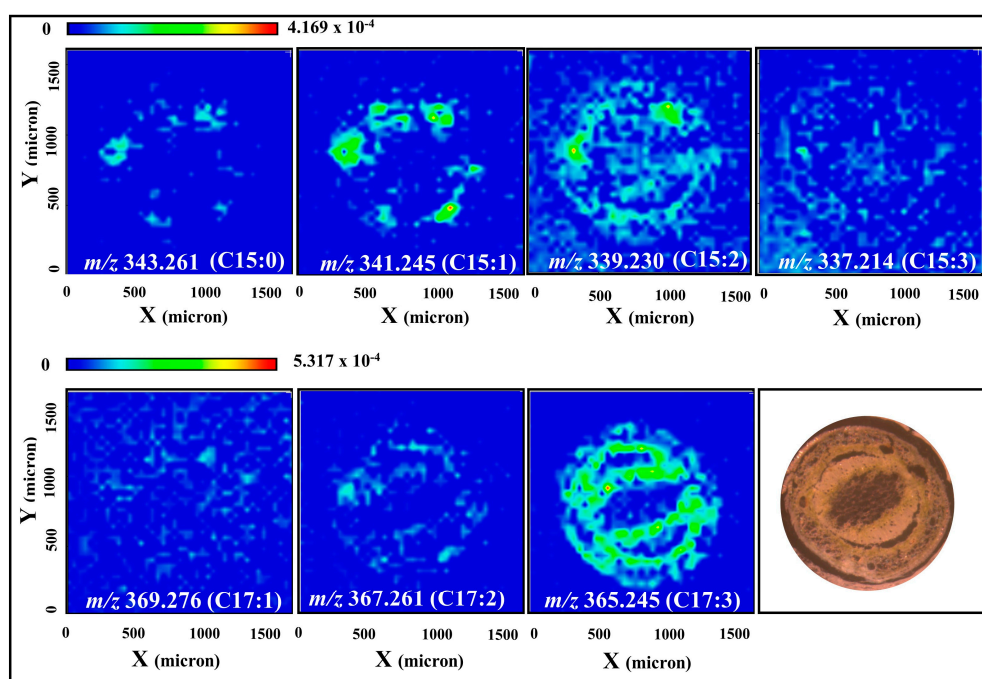 0 4.169 x 10⁻⁴
Y (micron)
0 500 1000 1500
m/z 343.261 (C15:0)
m/z 341.245 (C15:1)
m/z 339.230 (C15:2)
m/z 337.214 (C15:3)
0 500 1000 1500
0 500 1000 1500
0 500 1000 1500
0 500 1000 1500
X (micron)
X (micron)
X (micron)
X (micron)
0 5.317 x 10⁻⁴
Y (micron)
0 500 1000 1500
m/z 369.276 (C17:1)
m/z 367.261 (C17:2)
m/z 365.245 (C17:3)
0 500 1000 1500
0 500 1000 1500
0 500 1000 1500
X (micron)
X (micron)
X (micron)